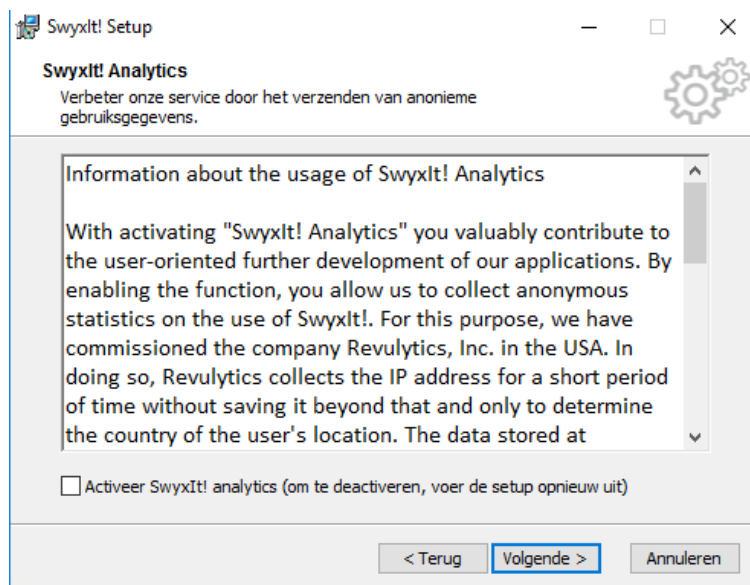 SwyxIt! Setup
SwyxIt! Analytics
Verbeter onze service door het verzenden van anonieme
gebruiksgegevens.
Information about the usage of SwyxIt! Analytics
With activating "SwyxIt! Analytics" you valuably contribute to
the user-oriented further development of our applications. By
enabling the function, you allow us to collect anonymous
statistics on the use of SwyxIt!. For this purpose, we have
commissioned the company Revulytics, Inc. in the USA. In
doing so, Revulytics collects the IP address for a short period
of time without saving it beyond that and only to determine
the country of the user's location. The data stored at
Activeer SwyxIt! analytics (om te deactiveren, voer de setup opnieuw uit)
< Terug Volgende > Annuleren